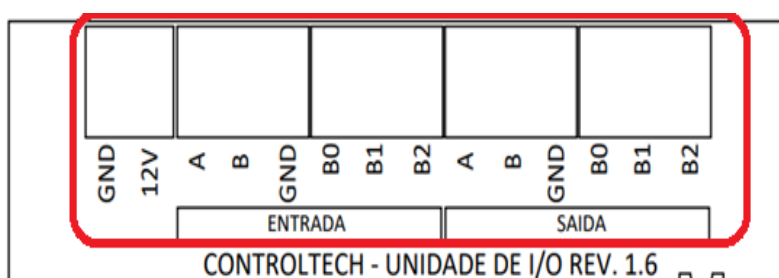 GND 12V A B GND B0 B1 B2 A B GND B0 B1 B2
ENTRADA SAIDA
CONTROLTECH - UNIDADE DE I/O REV. 1.6